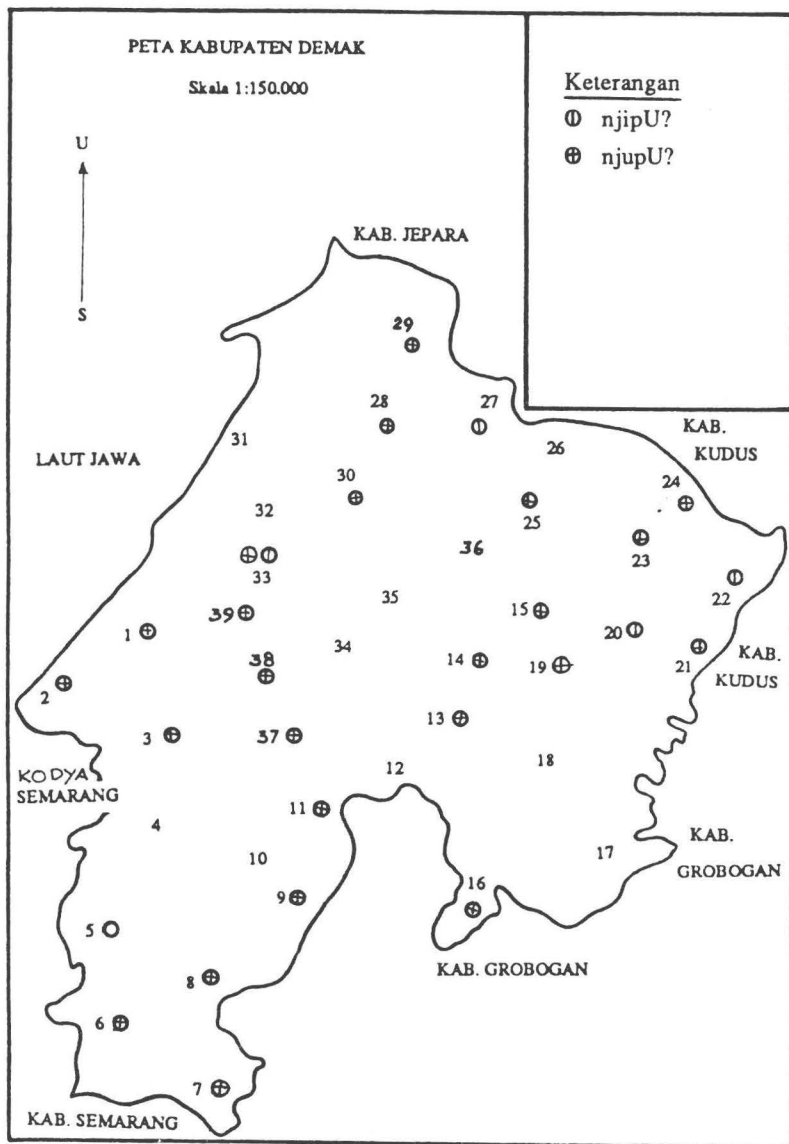 PETA KABUPATEN DEMAK
Skala 1:150.000
Keterangan
njipU?
njupU?
U
S
KAB. JEPARA
29
28
27
31
26
KAB.
KUDUS
LAUT JAWA
30
24
32
25
36
23
33
22
35
39
15
1
20
34
38
14
19
21
KAB.
KUDUS
2
13
3
37
18
12
KODYA
SEMARANG
11
4
KAB.
GROBOGAN
17
10
16
9
5
KAB. GROBOGAN
8
6
7
KAB. SEMARANG